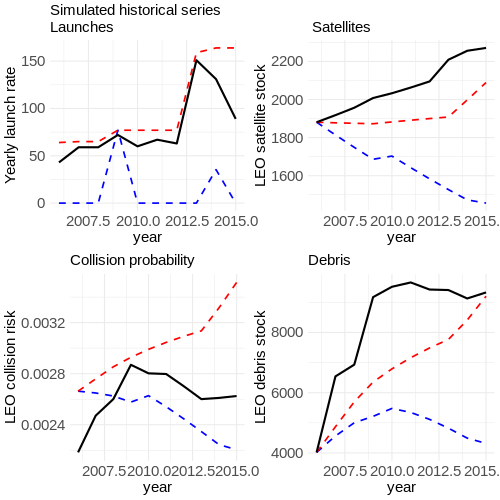 Simulated historical series
Launches
Yearly launch rate
150
100
50
0
2007.5 2010.0 2012.5 2015.0
year
Satellites
LEO satellite stock
2200
2000
1800
1600
2007.5 2010.0 2012.5 2015.
year
Collision probability
LEO collision risk
0.0032
0.0028
0.0024
2007.5 2010.0 2012.5 2015.0
year
Debris
LEO debris stock
8000
6000
4000
2007.5 2010.0 2012.5 2015.
year